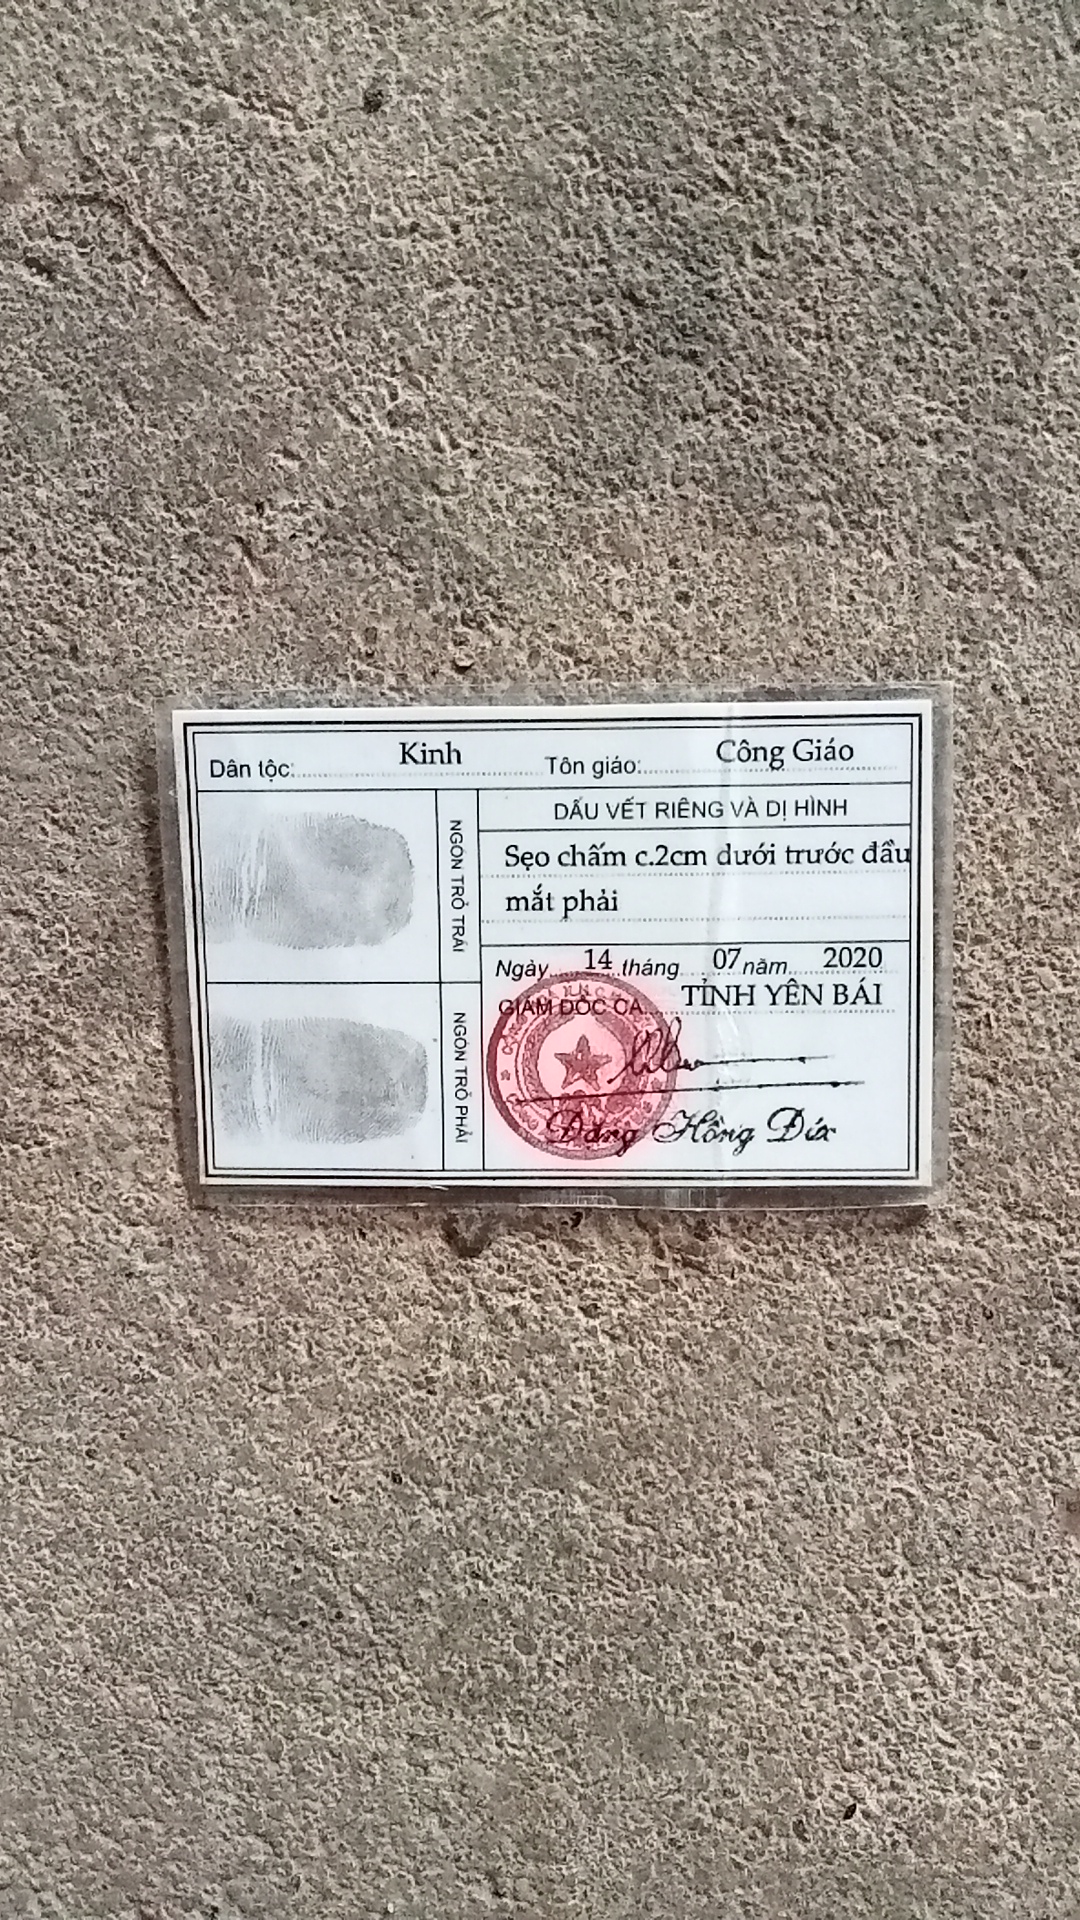 Dân tộc: Kinh Tôn giáo: Công Giáo
NGÓN TRỎ TRÁI
NGÓN TRỎ PHẢI
DẤU VẾT RIÊNG VÀ DỊ HÌNH
Sẹo chấm c.2cm dưới trước đầu
mắt phải
Ngày 14 tháng 07 năm 2020
GIÁM ĐỐC CA TỈNH YÊN BÁI
Đặng Hồng Đức